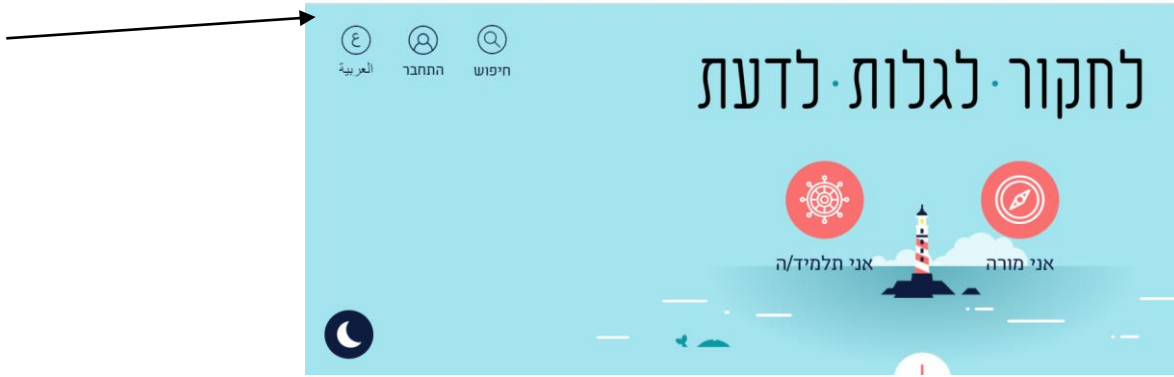 חיפוש
התחבר
العربية
לחקור · לגלות · לדעת
אני מורה
אני תלמיד/ה